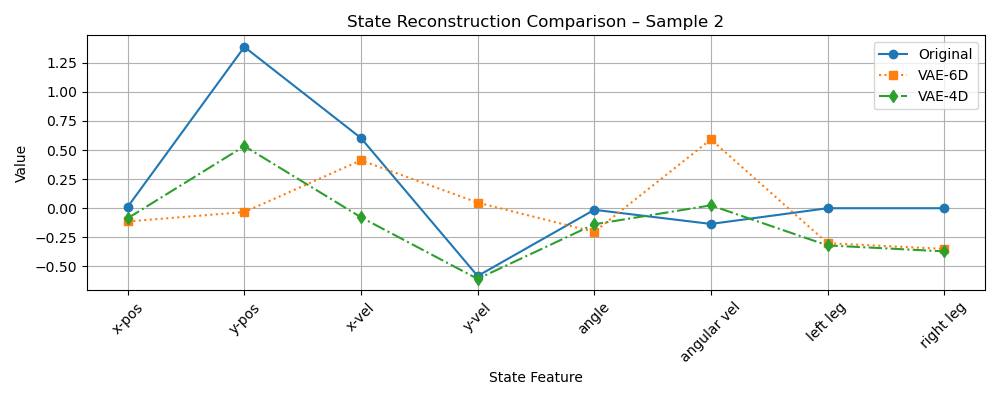 State Reconstruction Comparison – Sample 2
Original
VAE-6D
VAE-4D
Value
1.25
1.00
0.75
0.50
0.25
0.00
−0.25
−0.50
x-pos
y-pos
x-vel
y-vel
angle
angular vel
left leg
right leg
State Feature